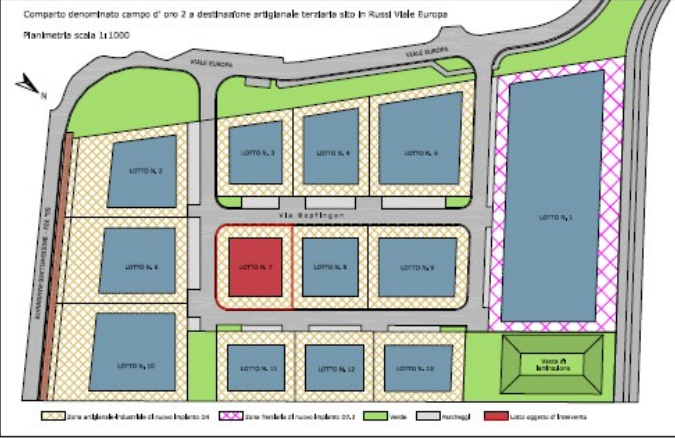 Comparto denominato campo d' oro 2 a destinazione artigianale terziaria sito in Russi Viale Europa
Planimetria scala 1:1000
N
VIALE EUROPA
VIALE EUROPA
LOTTO N. 2
LOTTO N. 3
LOTTO N. 4
LOTTO N. 5
LOTTO N. 1
Via Bopfingen
LOTTO N. 6
LOTTO N. 7
LOTTO N. 8
LOTTO N. 9
LOTTO N. 10
LOTTO N. 11
LOTTO N. 12
LOTTO N. 13
Vasca di
laminazione
Zona artigianale-industriale di nuovo impianto D4
Zona Terziaria di nuovo impianto D7.3
Verde
Parcheggi
Lotto oggetto d' intervento